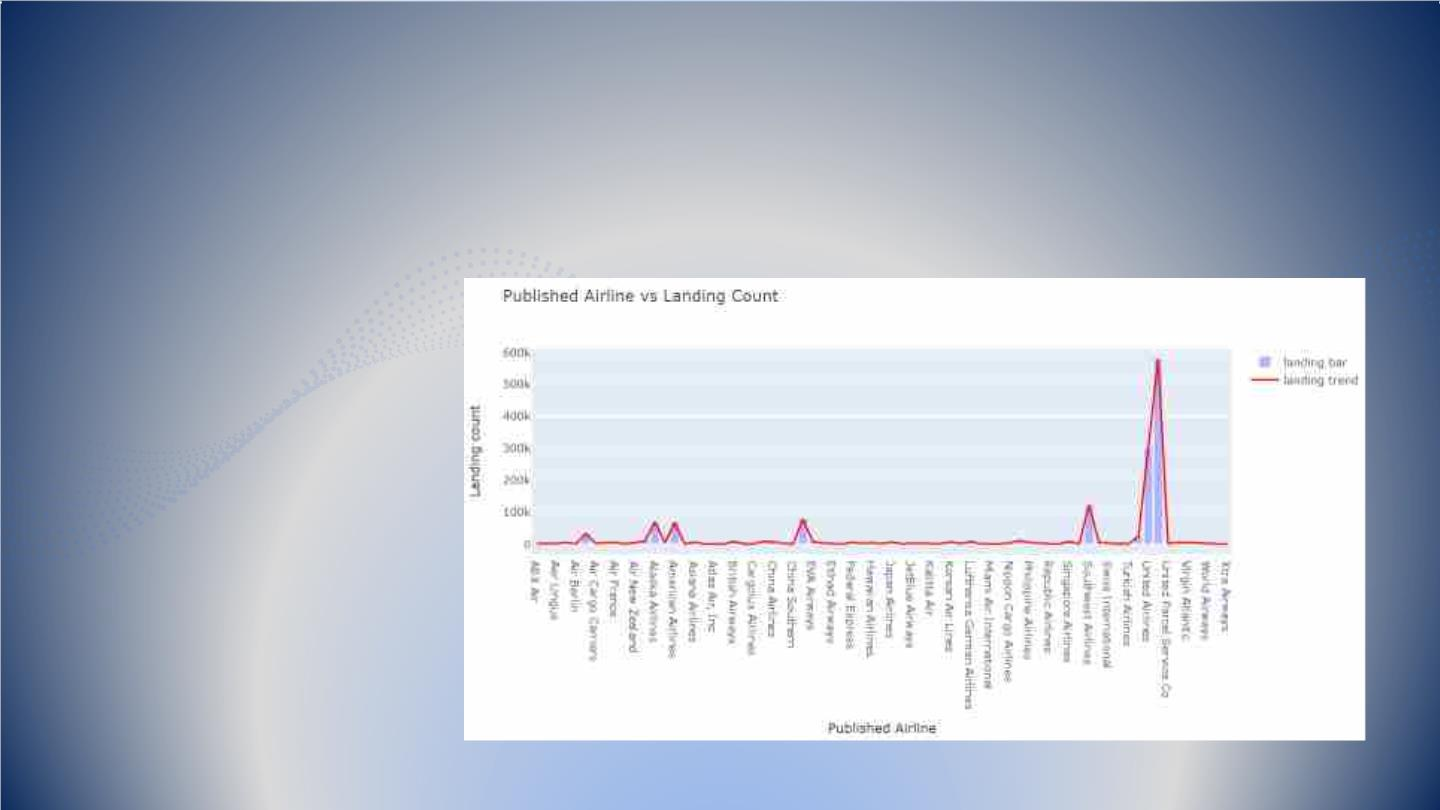 Published Airline vs Landing Count
600k
500k
400k
300k
200k
100k
0
Landing count
landing bar
landing trend
ABX Air
Aer Lingus
Air Berlin
Air Cargo Carriers
Air France
Air New Zealand
Alaska Airlines
American Airlines
Asiana Airlines
Atlas Air, Inc
British Airways
Cargolux Airlines
China Airlines
China Southern
EVA Airways
Etihad Airways
Federal Express
Hawaiian Airlines
Japan Airlines
JetBlue Airways
Kalitta Air
Korean Air Lines
Lufthansa German Airlines
Miami Air International
Nippon Cargo Airlines
Philippine Airlines
Republic Airlines
Singapore Airlines
Southwest Airlines
Swiss International
Turkish Airlines
United Airlines
United Parcel Service Co
Virgin Atlantic
World Airways
Xtra Airways
Published Airline